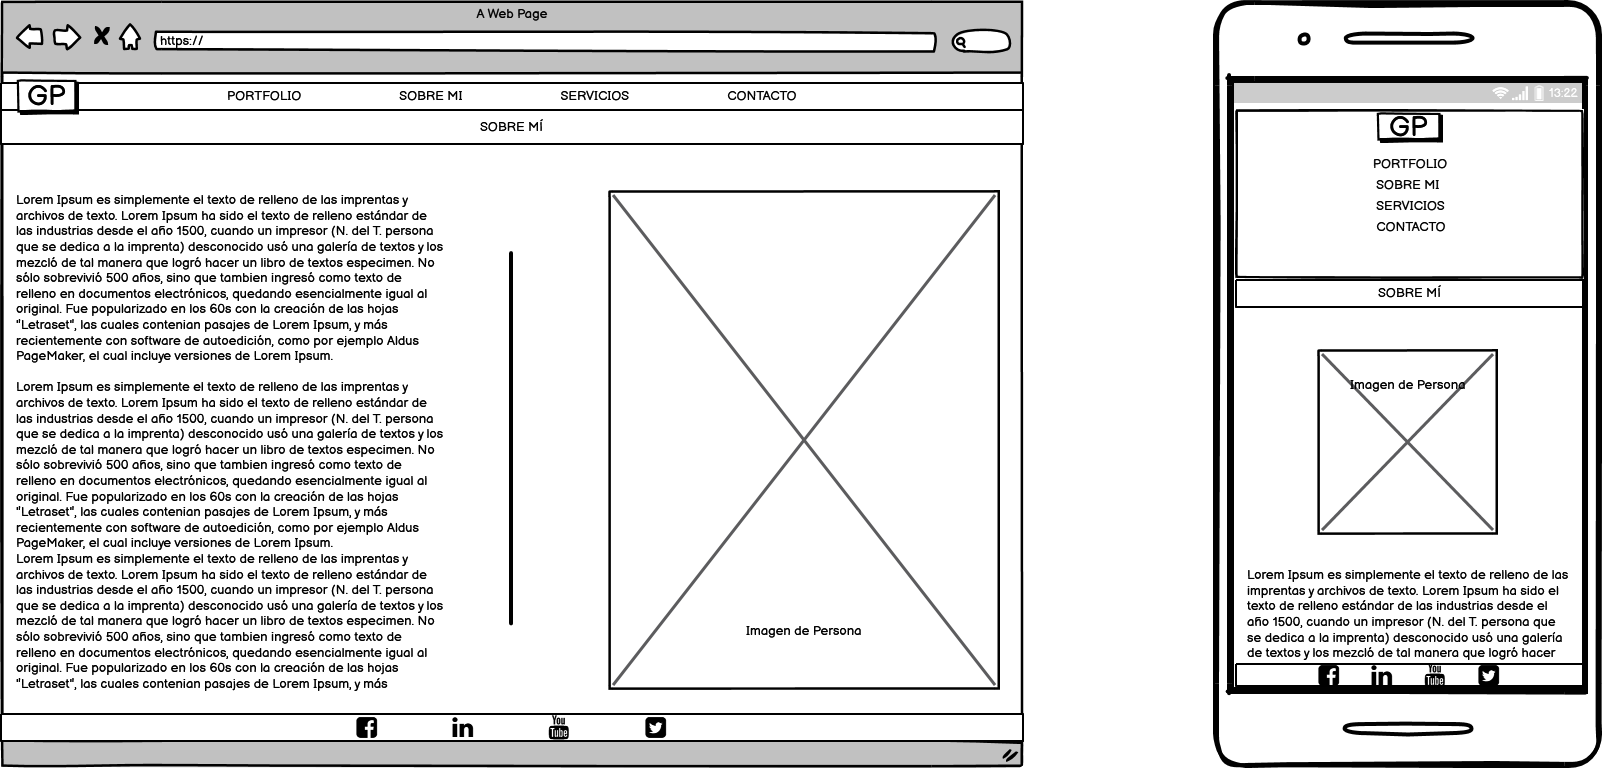 A Web Page
https://
GP
PORTFOLIO SOBRE MI SERVICIOS CONTACTO
SOBRE MÍ
Lorem Ipsum es simplemente el texto de relleno de las imprentas y
archivos de texto. Lorem Ipsum ha sido el texto de relleno estándar de
las industrias desde el año 1500, cuando un impresor (N. del T. persona
que se dedica a la imprenta) desconocido usó una galería de textos y los
mezcló de tal manera que logró hacer un libro de textos especimen. No
sólo sobrevivió 500 años, sino que tambien ingresó como texto de
relleno en documentos electrónicos, quedando esencialmente igual al
original. Fue popularizado en los 60s con la creación de las hojas
"Letraset", las cuales contenian pasajes de Lorem Ipsum, y más
recientemente con software de autoedición, como por ejemplo Aldus
PageMaker, el cual incluye versiones de Lorem Ipsum.
Lorem Ipsum es simplemente el texto de relleno de las imprentas y
archivos de texto. Lorem Ipsum ha sido el texto de relleno estándar de
las industrias desde el año 1500, cuando un impresor (N. del T. persona
que se dedica a la imprenta) desconocido usó una galería de textos y los
mezcló de tal manera que logró hacer un libro de textos especimen. No
sólo sobrevivió 500 años, sino que tambien ingresó como texto de
relleno en documentos electrónicos, quedando esencialmente igual al
original. Fue popularizado en los 60s con la creación de las hojas
"Letraset", las cuales contenian pasajes de Lorem Ipsum, y más
recientemente con software de autoedición, como por ejemplo Aldus
PageMaker, el cual incluye versiones de Lorem Ipsum.
Lorem Ipsum es simplemente el texto de relleno de las imprentas y
archivos de texto. Lorem Ipsum ha sido el texto de relleno estándar de
las industrias desde el año 1500, cuando un impresor (N. del T. persona
que se dedica a la imprenta) desconocido usó una galería de textos y los
mezcló de tal manera que logró hacer un libro de textos especimen. No
sólo sobrevivió 500 años, sino que tambien ingresó como texto de
relleno en documentos electrónicos, quedando esencialmente igual al
original. Fue popularizado en los 60s con la creación de las hojas
"Letraset", las cuales contenian pasajes de Lorem Ipsum, y más
Imagen de Persona
in
You
Tube
13:22
GP
PORTFOLIO
SOBRE MI
SERVICIOS
CONTACTO
SOBRE MÍ
Imagen de Persona
Lorem Ipsum es simplemente el texto de relleno de las
imprentas y archivos de texto. Lorem Ipsum ha sido el
texto de relleno estándar de las industrias desde el
año 1500, cuando un impresor (N. del T. persona que
se dedica a la imprenta) desconocido usó una galería
de textos y los mezcló de tal manera que logró hacer
in
You
Tube